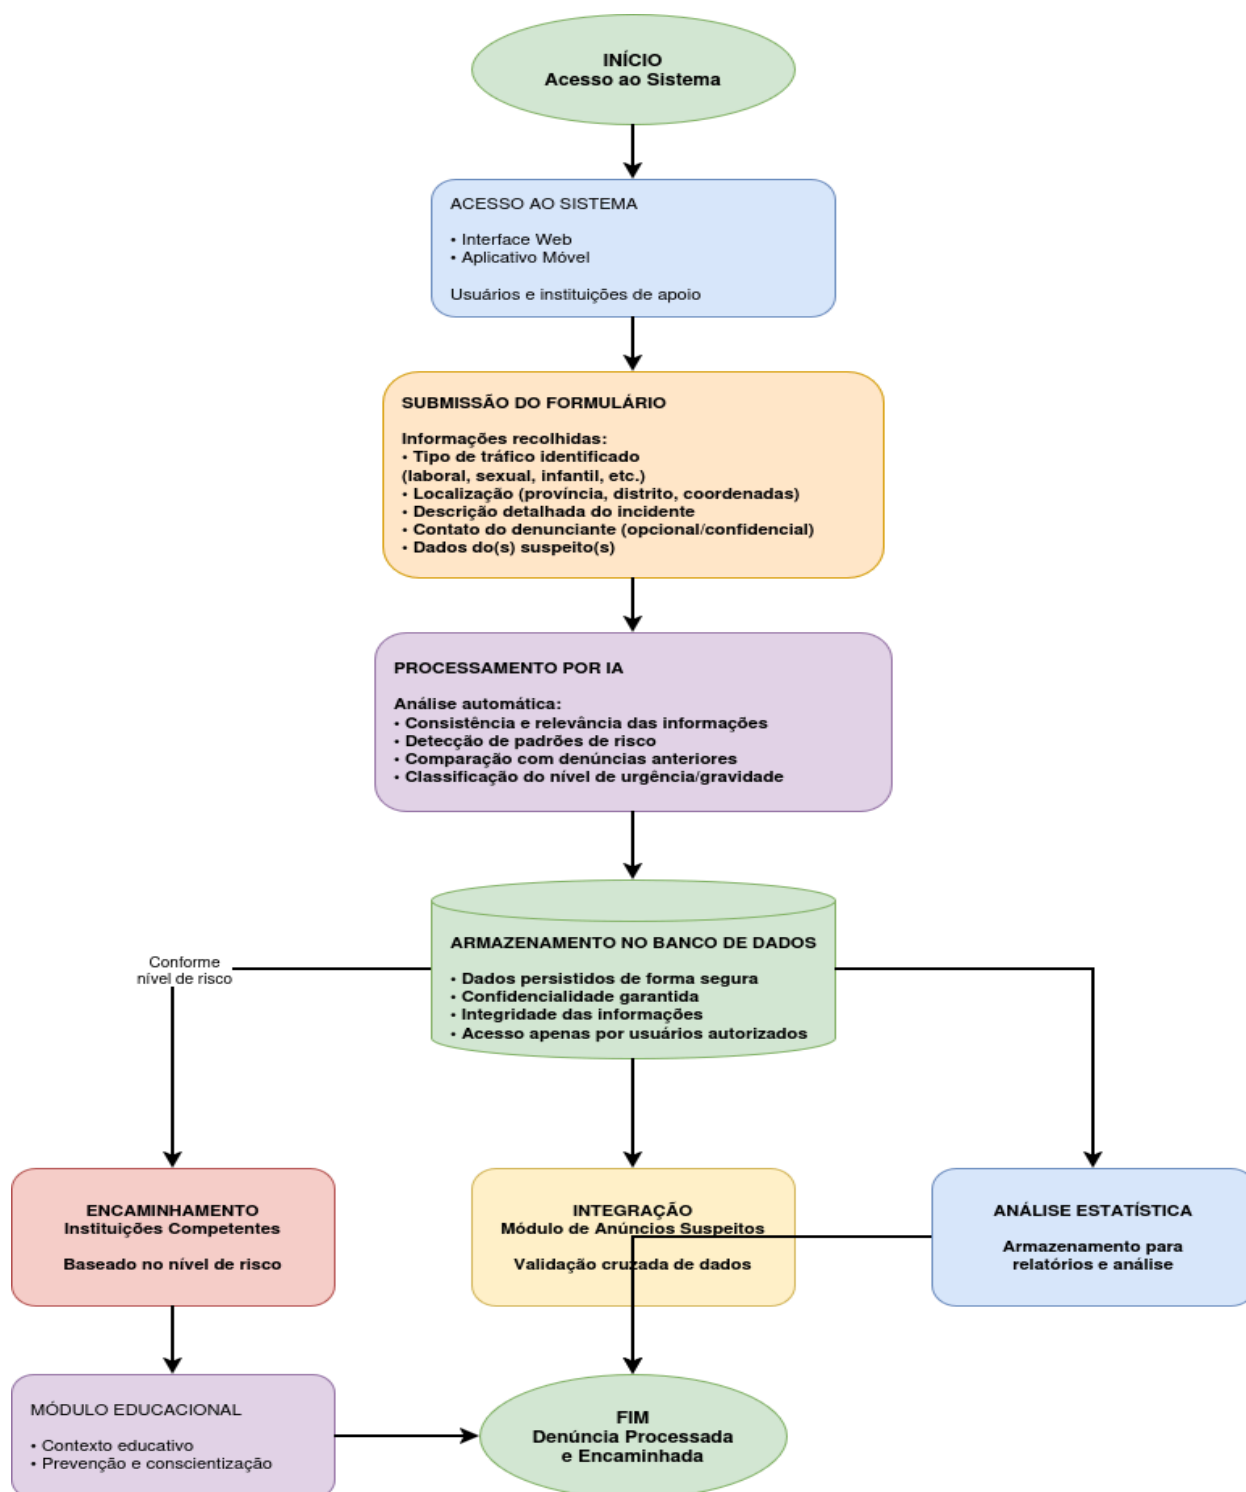 INÍCIO
Acesso ao Sistema
ACESSO AO SISTEMA
• Interface Web
• Aplicativo Móvel
Usuários e instituições de apoio
SUBMISSÃO DO FORMULÁRIO
Informações recolhidas:
• Tipo de tráfico identificado
(laboral, sexual, infantil, etc.)
• Localização (província, distrito, coordenadas)
• Descrição detalhada do incidente
• Contato do denunciante (opcional/confidencial)
• Dados do(s) suspeito(s)
PROCESSAMENTO POR IA
Análise automática:
• Consistência e relevância das informações
• Detecção de padrões de risco
• Comparação com denúncias anteriores
• Classificação do nível de urgência/gravidade
ARMAZENAMENTO NO BANCO DE DADOS
• Dados persistidos de forma segura
• Confidencialidade garantida
• Integridade das informações
• Acesso apenas por usuários autorizados
Conforme
nível de risco
ENCAMINHAMENTO
Instituições Competentes
Baseado no nível de risco
INTEGRAÇÃO
Módulo de Anúncios Suspeitos
Validação cruzada de dados
ANÁLISE ESTATÍSTICA
Armazenamento para
relatórios e análise
MÓDULO EDUCACIONAL
• Contexto educativo
• Prevenção e conscientização
FIM
Denúncia Processada
e Encaminhada